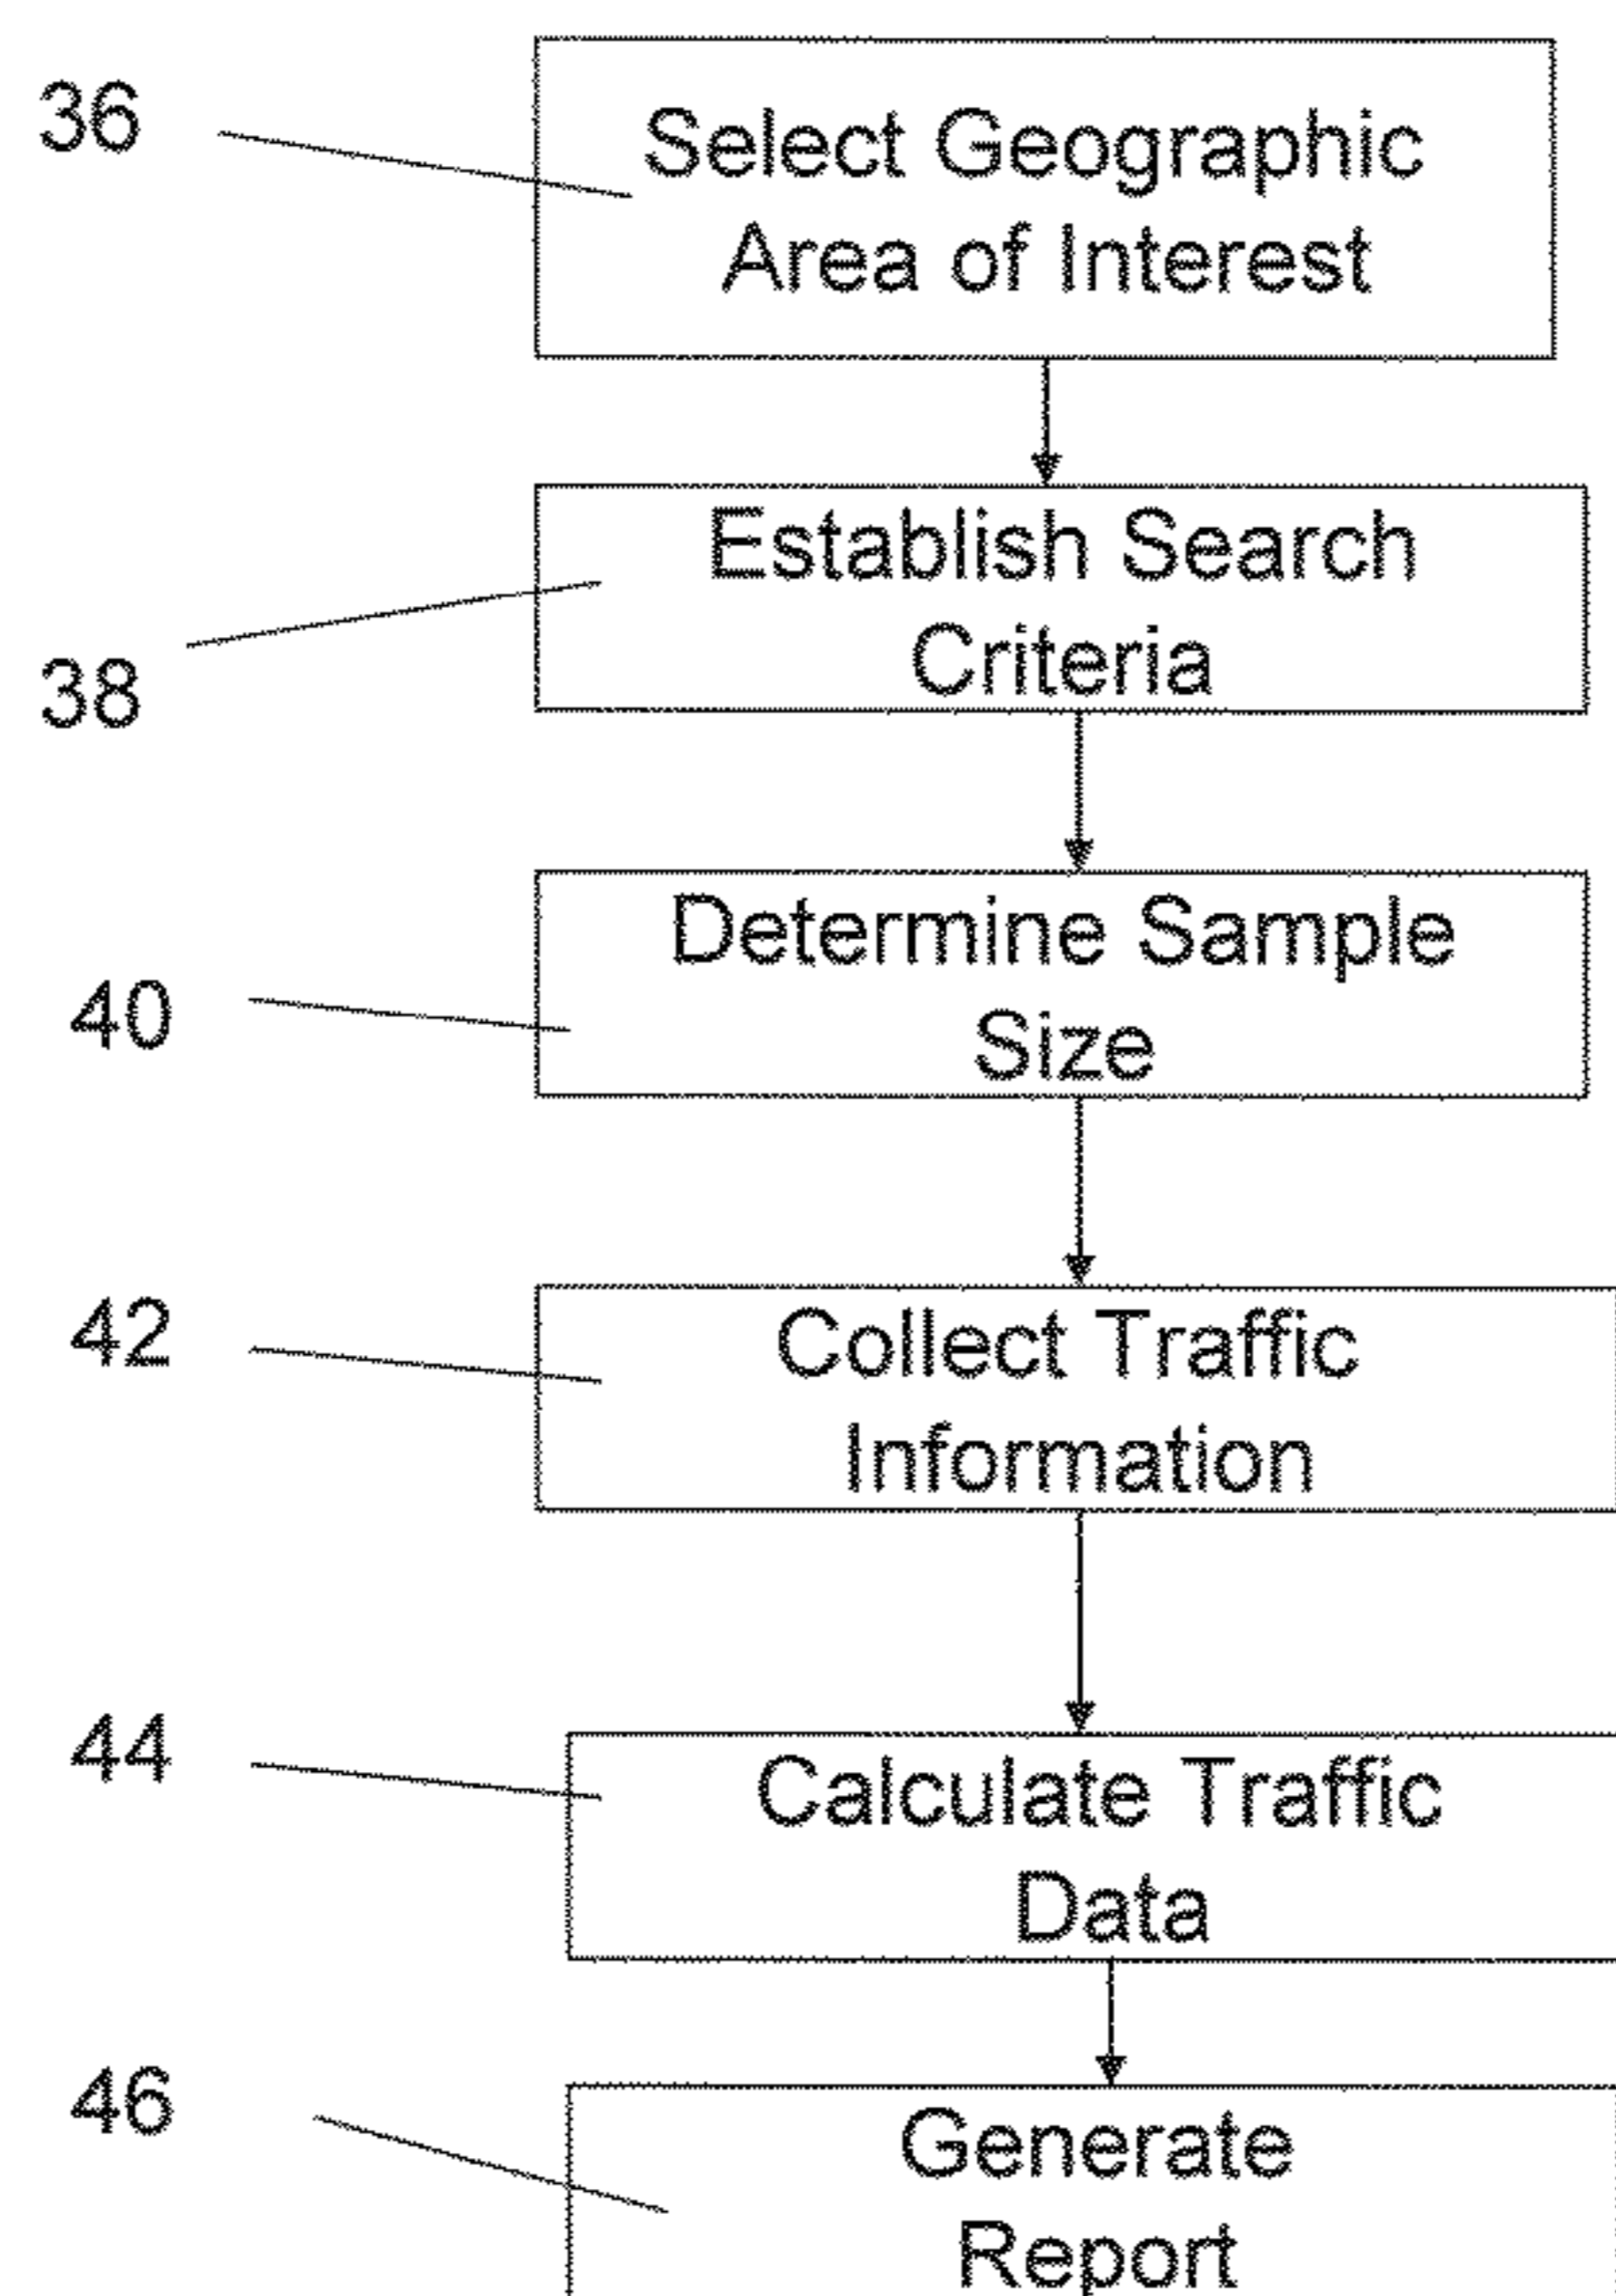 36
Select Geographic
Area of Interest
38
Establish Search
Criteria
40
Determine Sample
Size
42
Collect Traffic
Information
44
Calculate Traffic
Data
46
Generate
Report